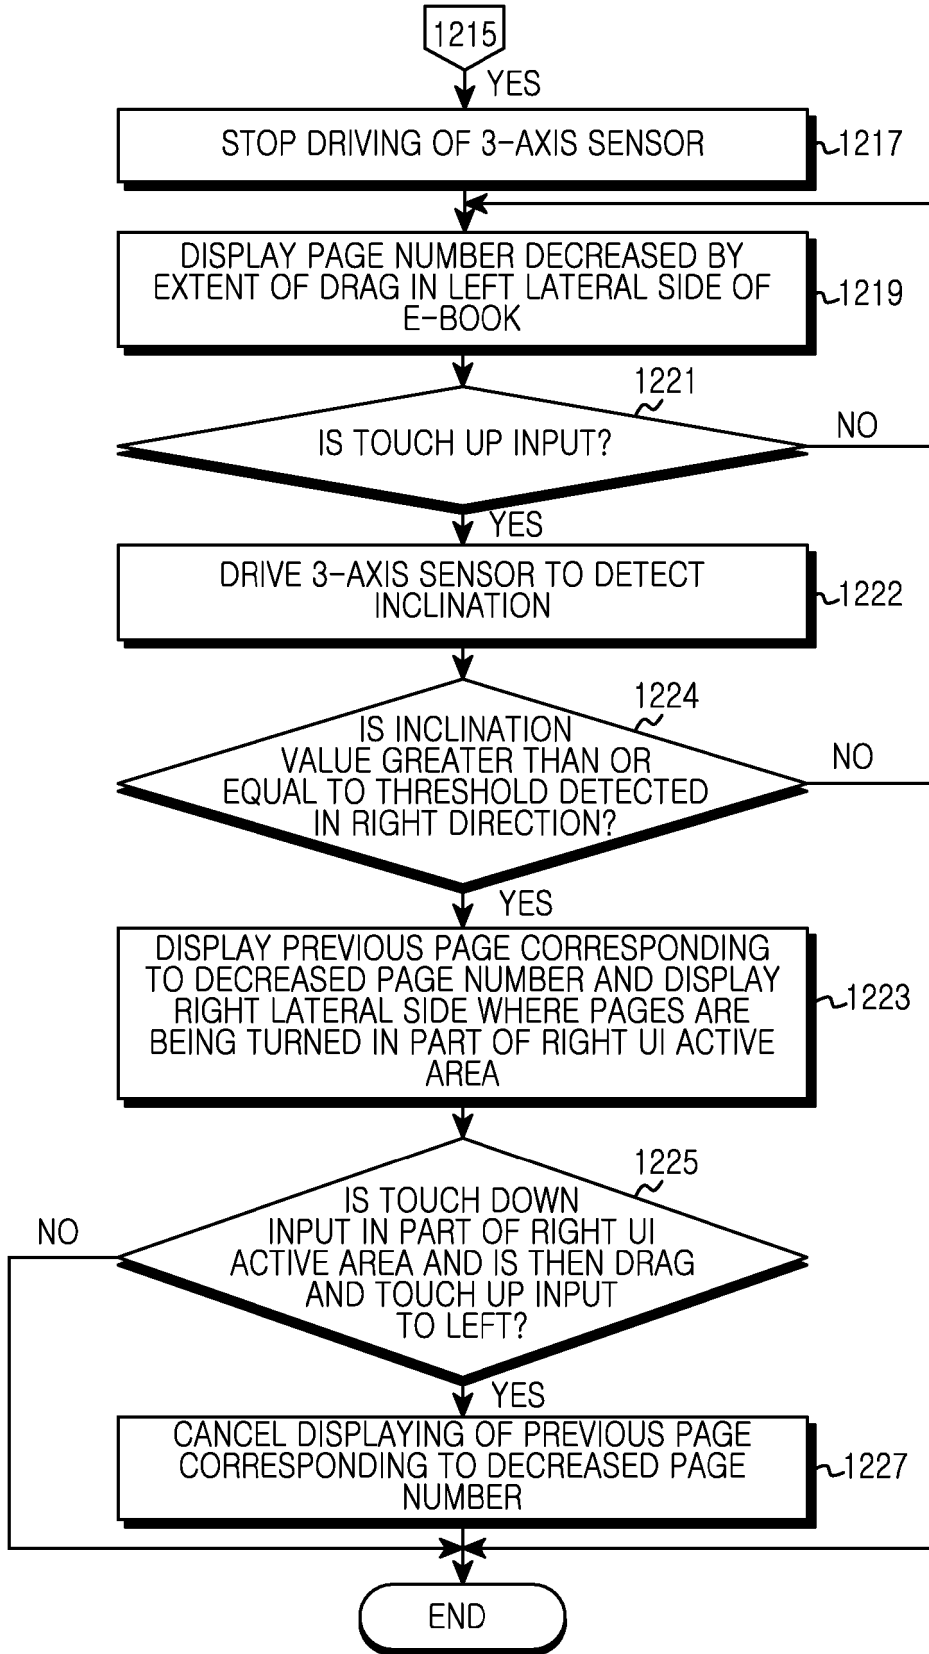 1215
YES
STOP DRIVING OF 3-AXIS SENSOR
1217
DISPLAY PAGE NUMBER DECREASED BY
EXTENT OF DRAG IN LEFT LATERAL SIDE OF
E-BOOK
1219
1221
IS TOUCH UP INPUT?
NO
YES
DRIVE 3-AXIS SENSOR TO DETECT
INCLINATION
1222
1224
IS INCLINATION
VALUE GREATER THAN OR
EQUAL TO THRESHOLD DETECTED
IN RIGHT DIRECTION?
NO
YES
DISPLAY PREVIOUS PAGE CORRESPONDING
TO DECREASED PAGE NUMBER AND DISPLAY
RIGHT LATERAL SIDE WHERE PAGES ARE
BEING TURNED IN PART OF RIGHT UI ACTIVE
AREA
1223
1225
IS TOUCH DOWN
INPUT IN PART OF RIGHT UI
ACTIVE AREA AND IS THEN DRAG
AND TOUCH UP INPUT
TO LEFT?
NO
YES
CANCEL DISPLAYING OF PREVIOUS PAGE
CORRESPONDING TO DECREASED PAGE
NUMBER
1227
END